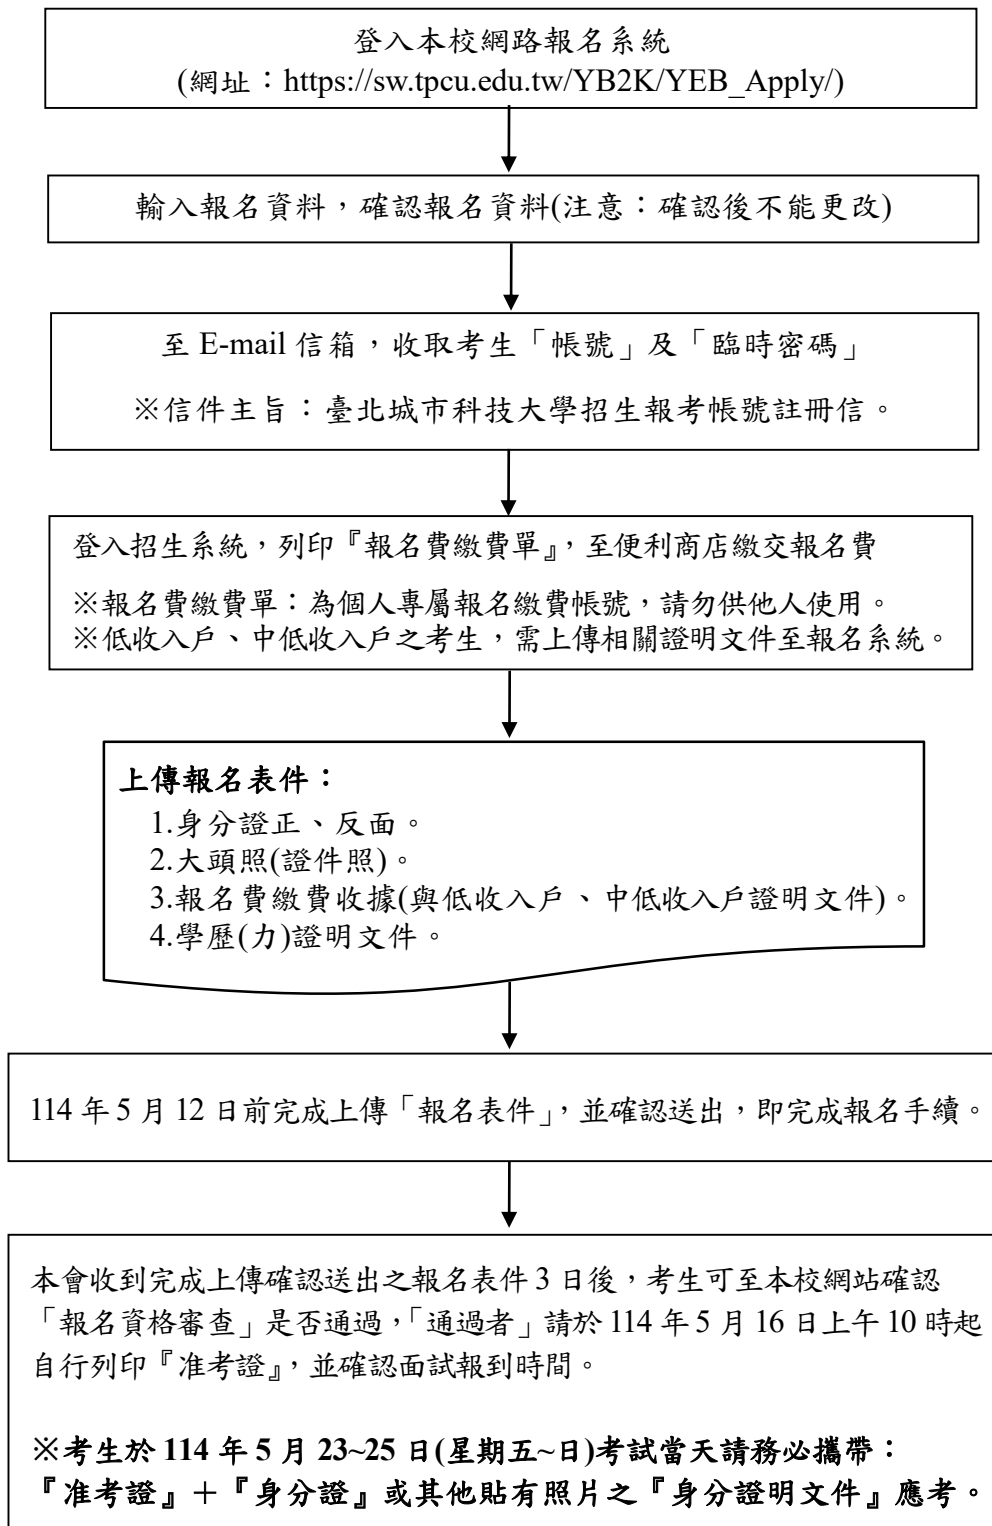 登入本校網路報名系統
(網址：https://sw.tpcu.edu.tw/YB2K/YEB_Apply/)
輸入報名資料，確認報名資料(注意：確認後不能更改)
至 E-mail 信箱，收取考生「帳號」及「臨時密碼」
※信件主旨：臺北城市科技大學招生報考帳號註冊信。
登入招生系統，列印『報名費繳費單』，至便利商店繳交報名費
※報名費繳費單：為個人專屬報名繳費帳號，請勿供他人使用。
※低收入戶、中低收入戶之考生，需上傳相關證明文件至報名系統。
上傳報名表件：
1.身分證正、反面。
2.大頭照(證件照)。
3.報名費繳費收據(與低收入戶、中低收入戶證明文件)。
4.學歷(力)證明文件。
114 年 5 月 12 日前完成上傳「報名表件」，並確認送出，即完成報名手續。
本會收到完成上傳確認送出之報名表件 3 日後，考生可至本校網站確認
「報名資格審查」是否通過，「通過者」請於 114 年 5 月 16 日上午 10 時起
自行列印『准考證』，並確認面試報到時間。
※考生於 114 年 5 月 23~25 日(星期五~日)考試當天請務必攜帶：
『准考證』＋『身分證』或其他貼有照片之『身分證明文件』應考。